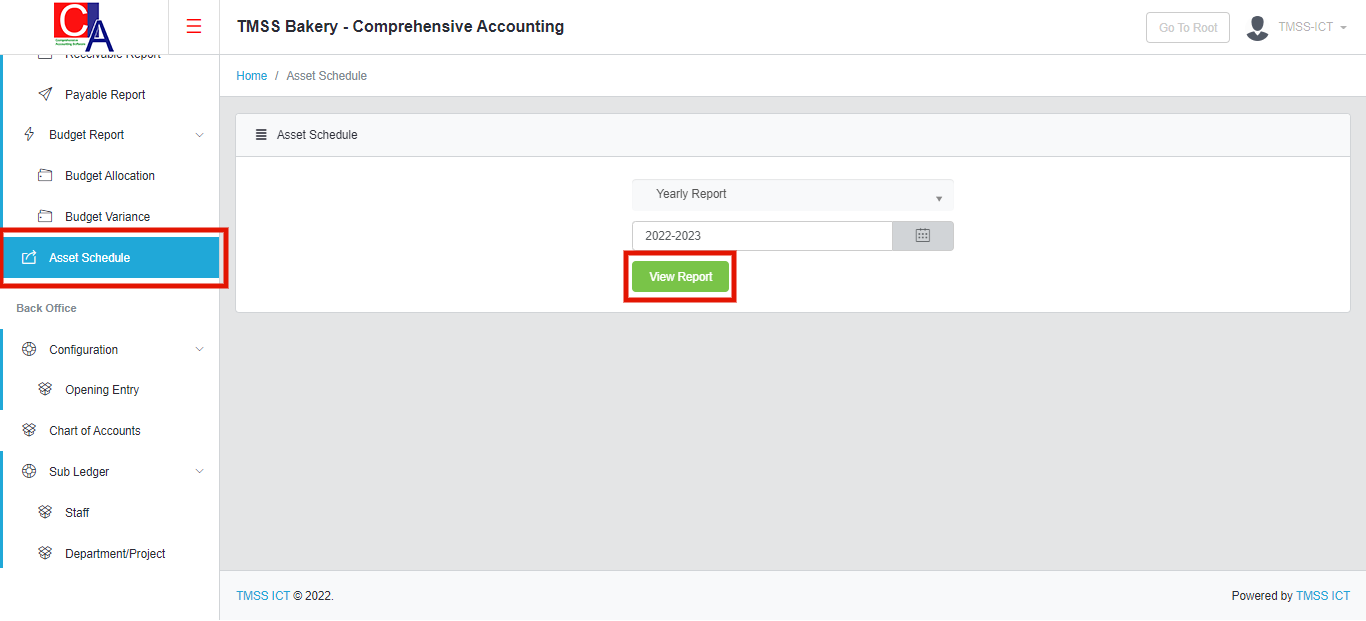 CA
Comprehensive
Accounting Software
TMSS Bakery - Comprehensive Accounting
Go To Root
TMSS-ICT
Receivable Report
Payable Report
Budget Report
Budget Allocation
Budget Variance
Asset Schedule
Back Office
Configuration
Opening Entry
Chart of Accounts
Sub Ledger
Staff
Department/Project
Home / Asset Schedule
Asset Schedule
Yearly Report
2022-2023
View Report
TMSS ICT © 2022.
Powered by TMSS ICT